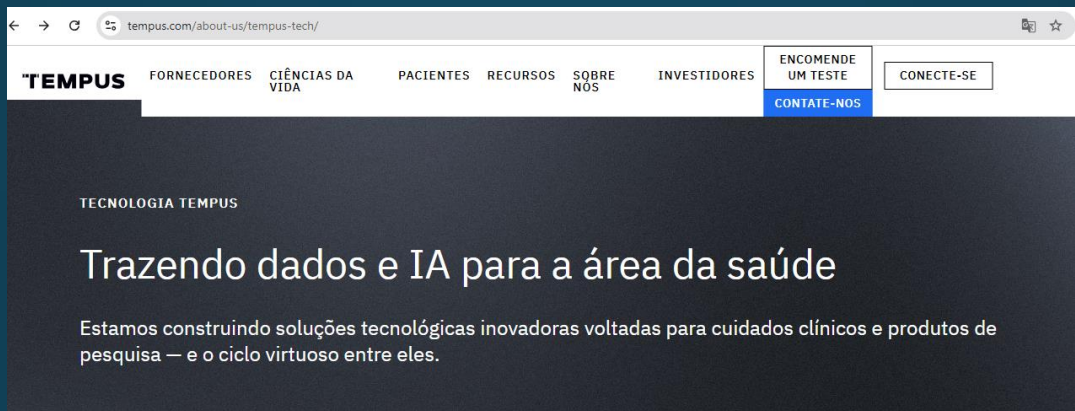 tempus.com/about-us/tempus-tech/
TEMPUS
FORNECEDORES
CIÊNCIAS DA
VIDA
PACIENTES
RECURSOS
SOBRE
NÓS
INVESTIDORES
ENCOMENDE
UM TESTE
CONTATE-NOS
CONECTE-SE
TECNOLOGIA TEMPUS
Trazendo dados e IA para a área da saúde
Estamos construindo soluções tecnológicas inovadoras voltadas para cuidados clínicos e produtos de
pesquisa — e o ciclo virtuoso entre eles.